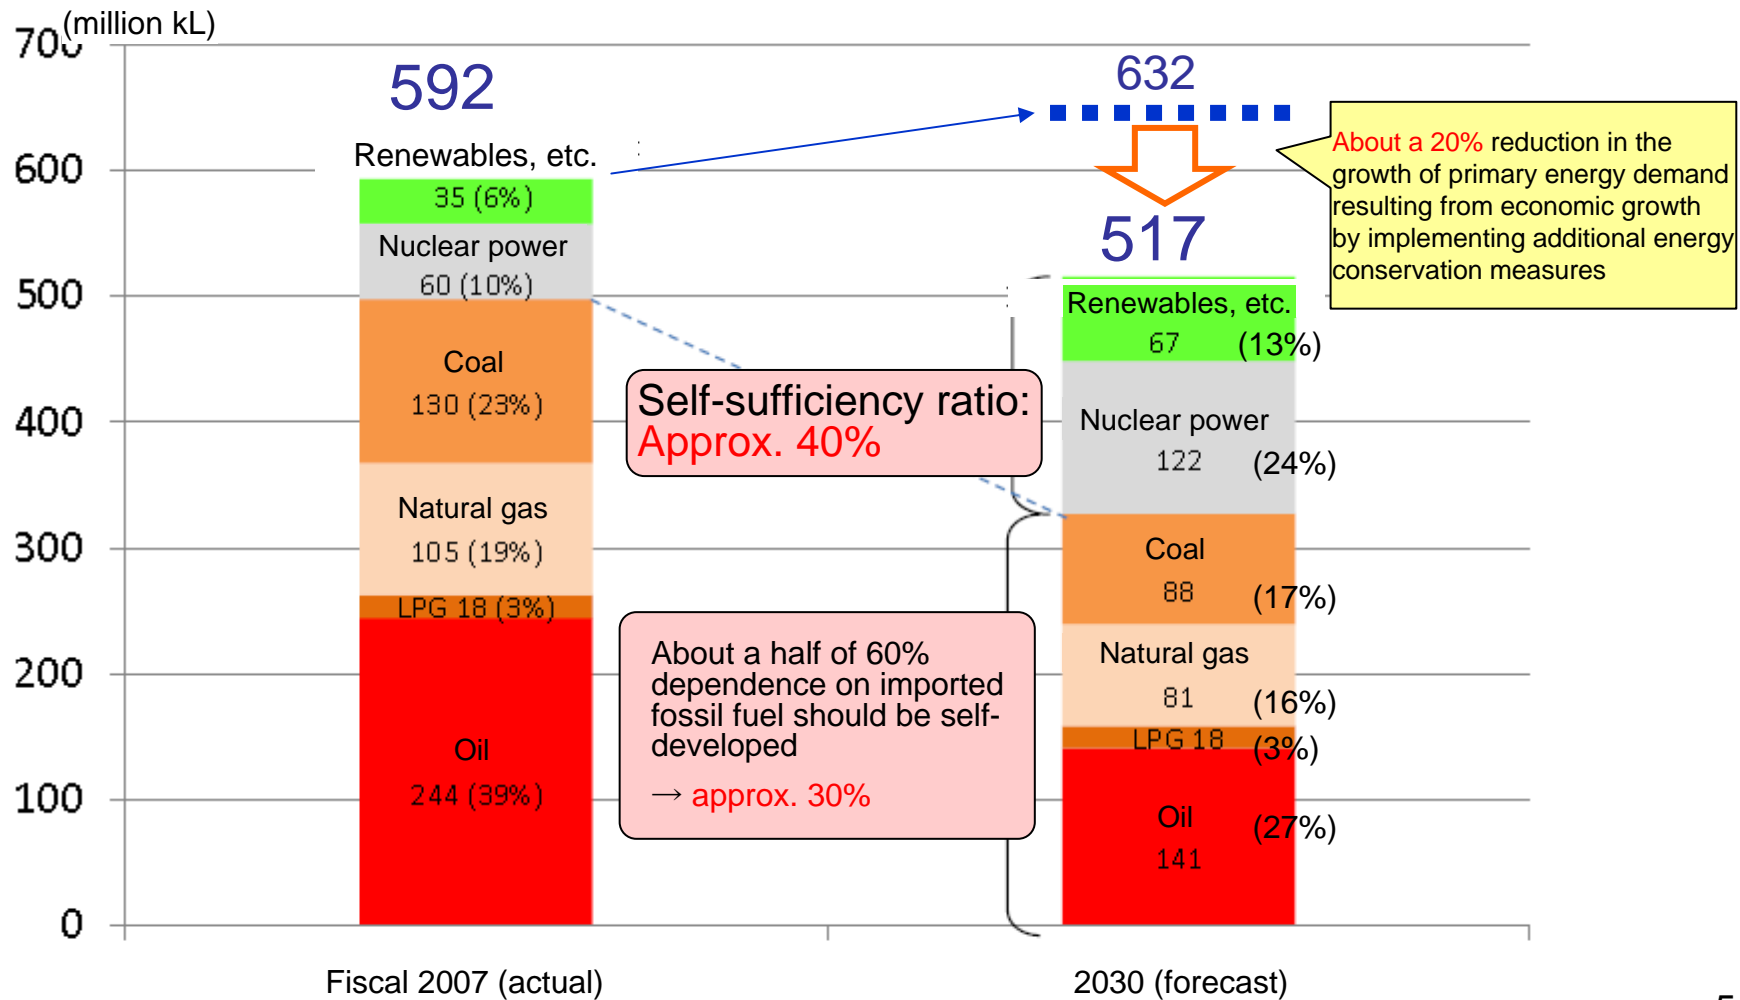 (million kL)
700
600
500
400
300
200
100
0
592
Renewables, etc.
35 (6%)
Nuclear power
60 (10%)
Coal
130 (23%)
Natural gas
105 (19%)
LPG 18 (3%)
Oil
244 (39%)
Fiscal 2007 (actual)
Self-sufficiency ratio:
Approx. 40%
About a half of 60%
dependence on imported
fossil fuel should be self-
developed
→ approx. 30%
632
517
Renewables, etc.
67 (13%)
Nuclear power
122 (24%)
Coal
88 (17%)
Natural gas
81 (16%)
LPG 18 (3%)
Oil
141 (27%)
2030 (forecast)
About a 20% reduction in the
growth of primary energy demand
resulting from economic growth
by implementing additional energy
conservation measures